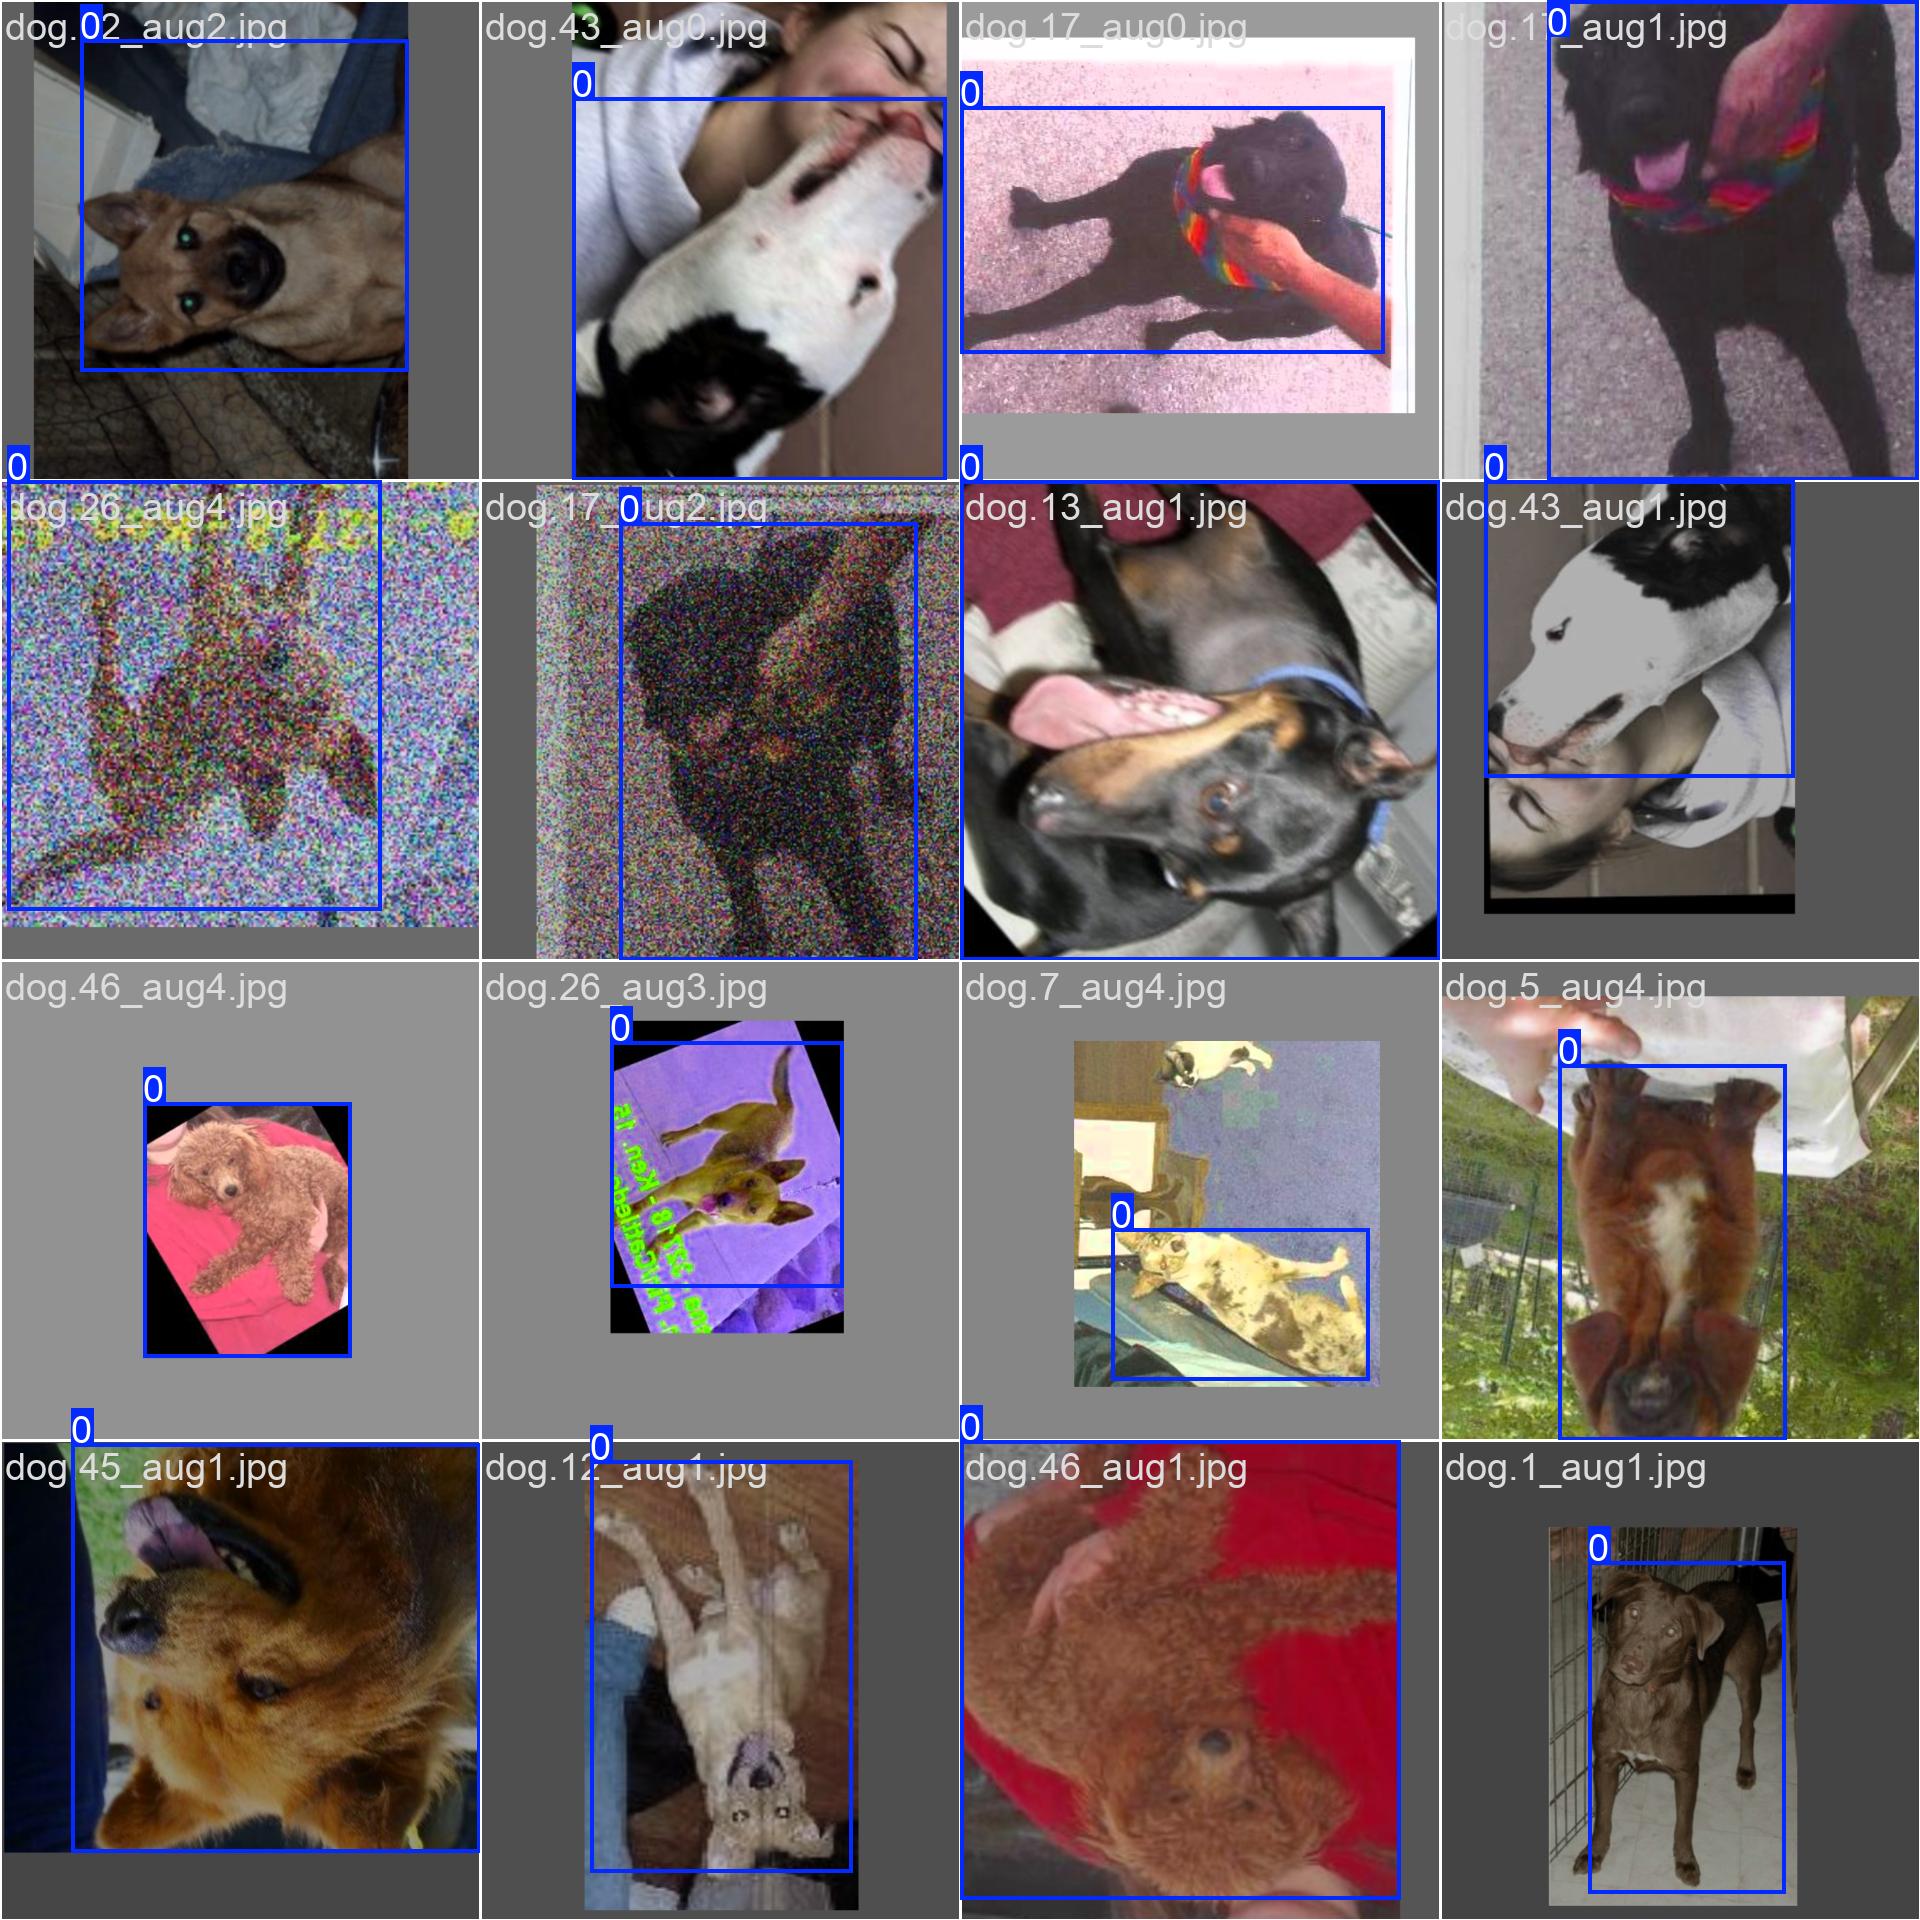 dog.02_aug2.jpg
0
dog.43_aug0.jpg
0
dog.17_aug0.jpg
0
dog.17_aug1.jpg
0
dog.26_aug4.jpg
0
dog.17_aug2.jpg
0
dog.13_aug1.jpg
0
dog.43_aug1.jpg
0
dog.46_aug4.jpg
0
dog.26_aug3.jpg
0
dog.7_aug4.jpg
0
dog.5_aug4.jpg
0
dog.45_aug1.jpg
0
dog.12_aug1.jpg
0
dog.46_aug1.jpg
0
dog.1_aug1.jpg
0